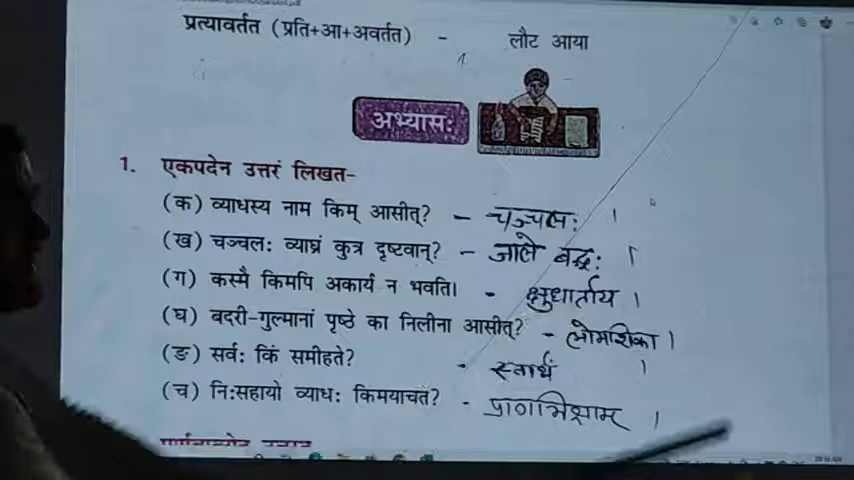 प्रत्यावर्तत (प्रति+आ+अवर्तत) - लौट आया
अभ्यासः
1. एकपदेन उत्तरं लिखत-
(क) व्याधस्य नाम किम् आसीत्? - चञ्चलः ।
(ख) चञ्चलः व्याघ्रं कुत्र दृष्टवान्? - जाले बद्धः ।
(ग) कस्मै किमपि अकार्यं न भवति। - क्षुधार्ताय ।
(घ) बदरी-गुल्मानां पृष्ठे का निलीना आसीत्? - लोमशिका ।
(ङ) सर्वः किं समीहते? - स्वार्थं ।
(च) निःसहायो व्याधः किमयाचत? - प्राणभिक्षाम् ।